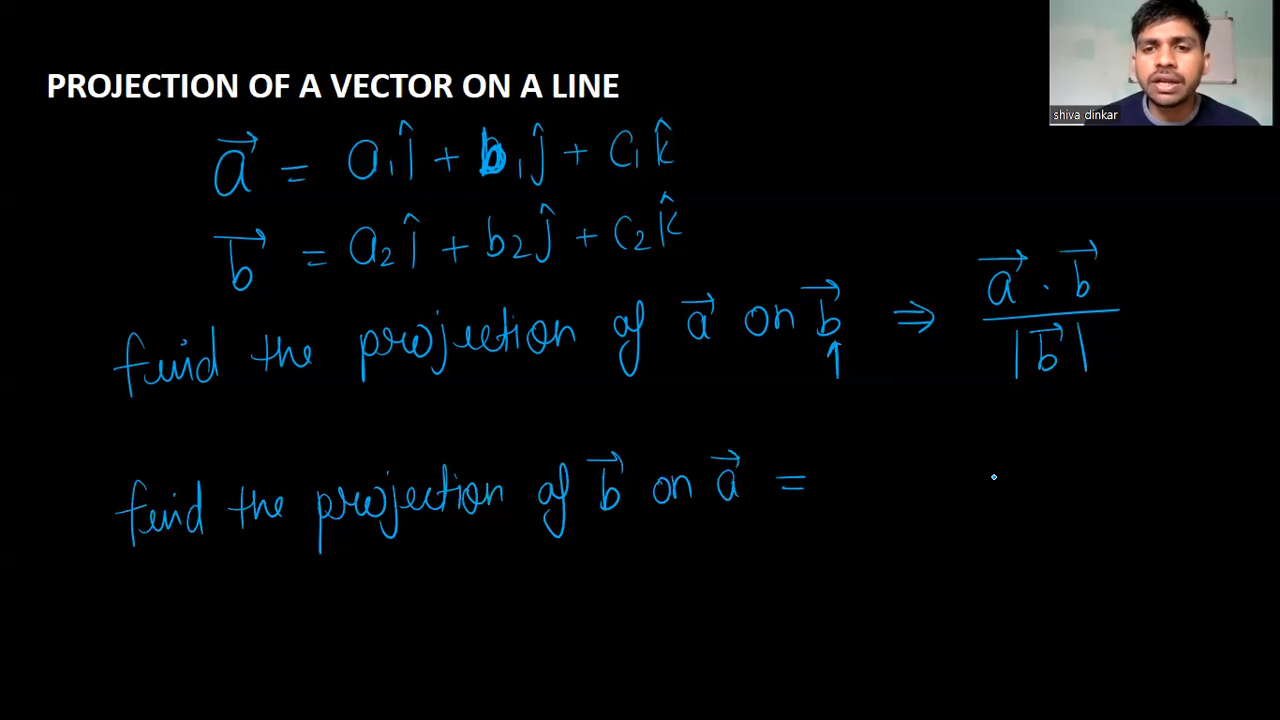 shiva dinkar
PROJECTION OF A VECTOR ON A LINE
a⃗ = a₁î + b₁ĵ + c₁k̂
b⃗ = a₂î + b₂ĵ + c₂k̂
find the projection of a⃗ on b⃗ ⇒ a⃗ . b⃗ / |b⃗|
find the projection of b⃗ on a⃗ =